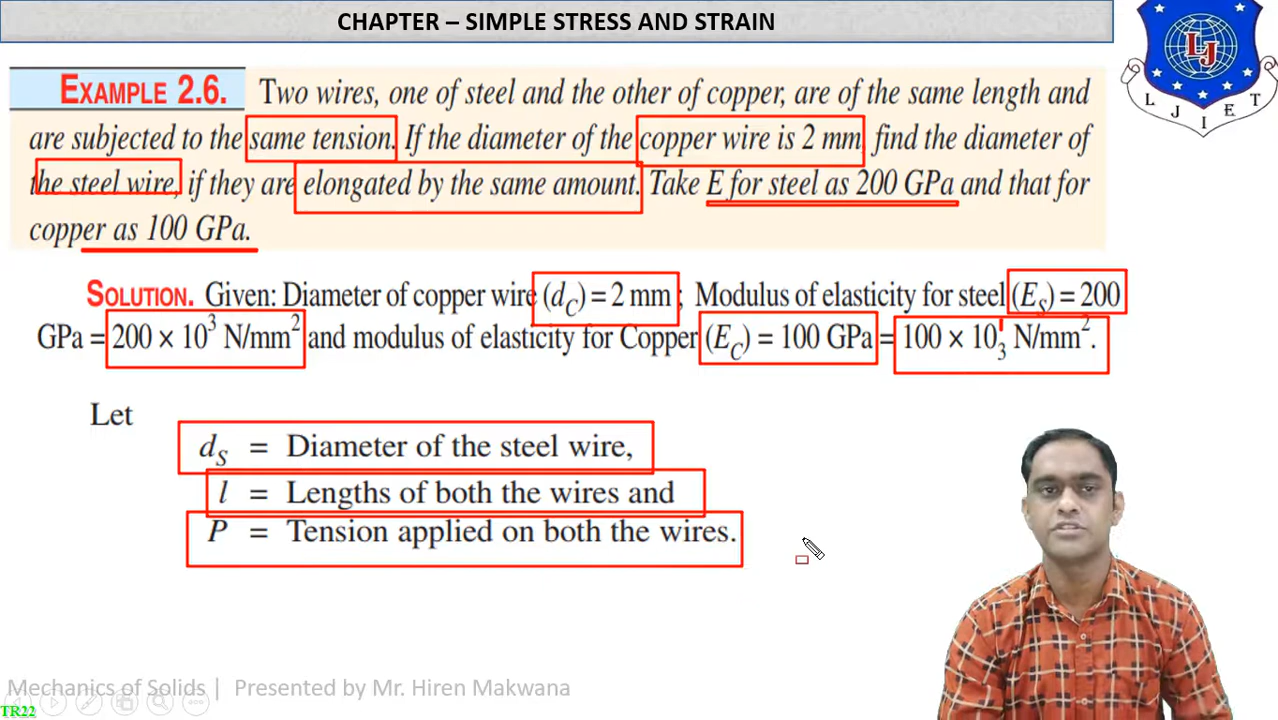 CHAPTER – SIMPLE STRESS AND STRAIN
LJ
L J I E T
EXAMPLE 2.6. Two wires, one of steel and the other of copper, are of the same length and
are subjected to the same tension. If the diameter of the copper wire is 2 mm, find the diameter of
the steel wire, if they are elongated by the same amount. Take E for steel as 200 GPa and that for
copper as 100 GPa.
SOLUTION. Given: Diameter of copper wire (d_C) = 2 mm ; Modulus of elasticity for steel (E_S) = 200
GPa = 200 × 10³ N/mm² and modulus of elasticity for Copper (E_C) = 100 GPa = 100 × 10₃ N/mm².
Let
d_S = Diameter of the steel wire,
l = Lengths of both the wires and
P = Tension applied on both the wires.
Mechanics of Solids | Presented by Mr. Hiren Makwana
TR22